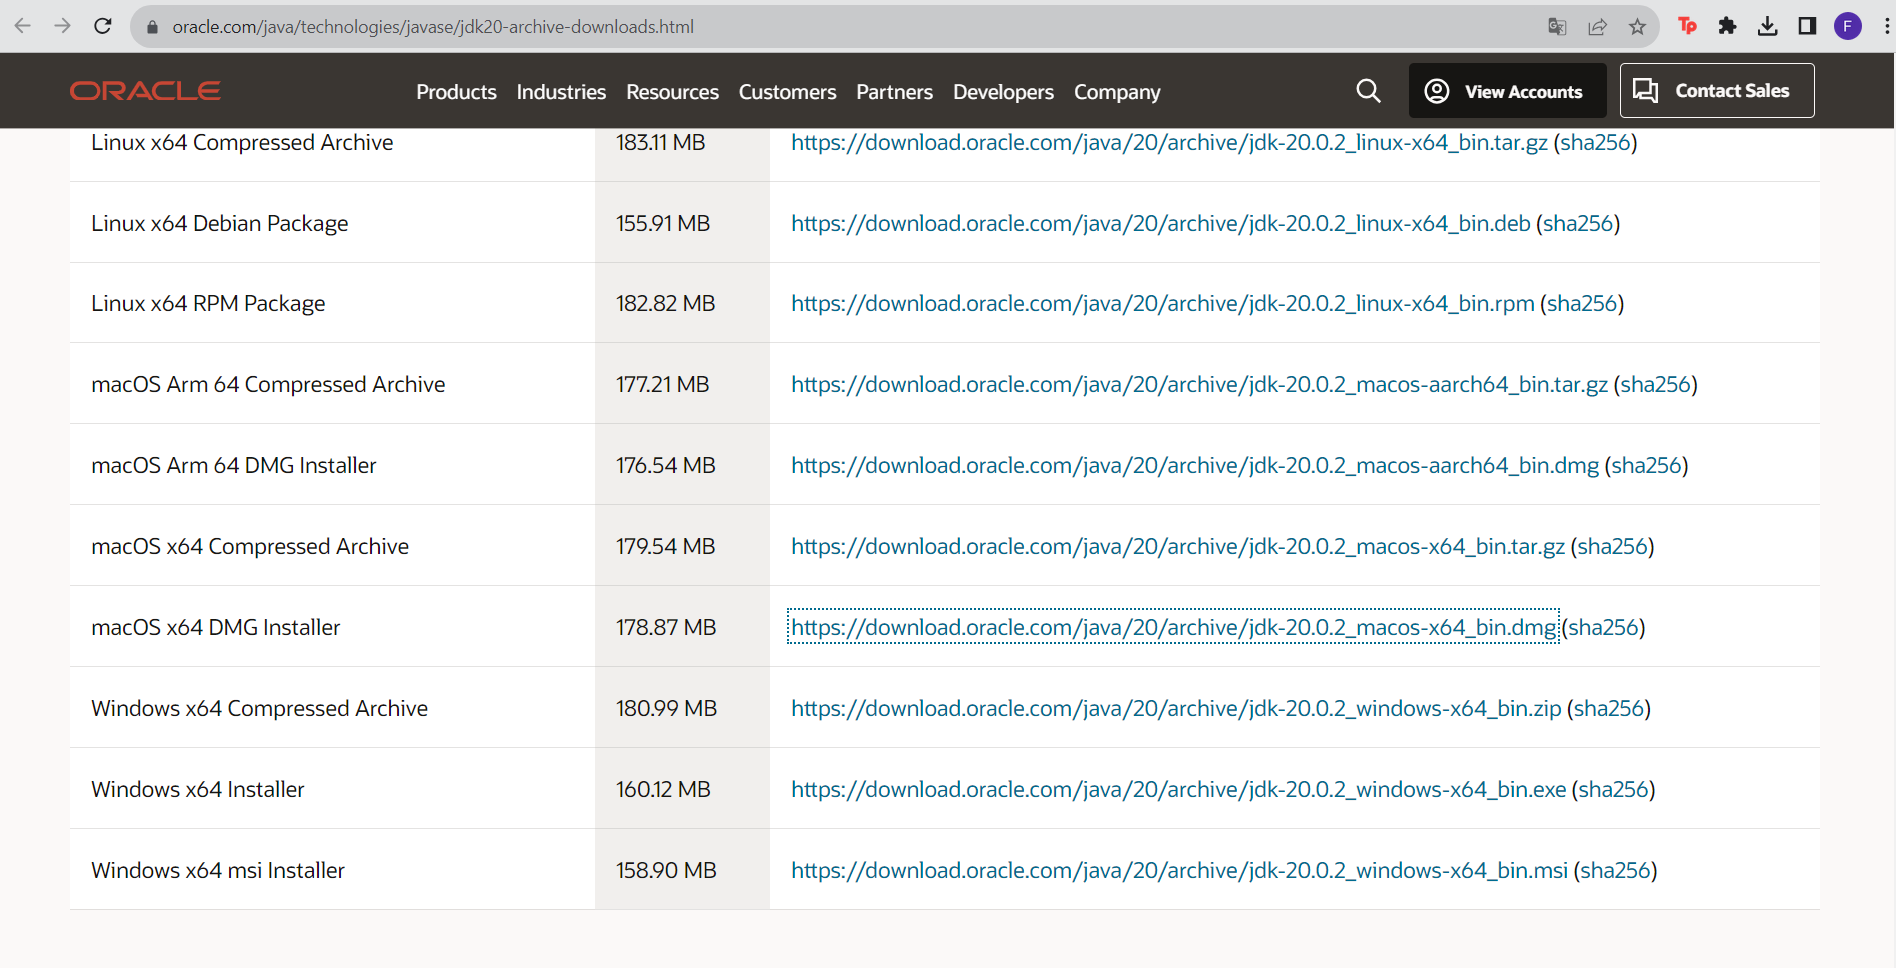 oracle.com/java/technologies/javase/jdk20-archive-downloads.html
Tp
F
ORACLE
Products Industries Resources Customers Partners Developers Company
View Accounts
Contact Sales
Linux x64 Compressed Archive 183.11 MB https://download.oracle.com/java/20/archive/jdk-20.0.2_linux-x64_bin.tar.gz (sha256)
Linux x64 Debian Package 155.91 MB https://download.oracle.com/java/20/archive/jdk-20.0.2_linux-x64_bin.deb (sha256)
Linux x64 RPM Package 182.82 MB https://download.oracle.com/java/20/archive/jdk-20.0.2_linux-x64_bin.rpm (sha256)
macOS Arm 64 Compressed Archive 177.21 MB https://download.oracle.com/java/20/archive/jdk-20.0.2_macos-aarch64_bin.tar.gz (sha256)
macOS Arm 64 DMG Installer 176.54 MB https://download.oracle.com/java/20/archive/jdk-20.0.2_macos-aarch64_bin.dmg (sha256)
macOS x64 Compressed Archive 179.54 MB https://download.oracle.com/java/20/archive/jdk-20.0.2_macos-x64_bin.tar.gz (sha256)
macOS x64 DMG Installer 178.87 MB https://download.oracle.com/java/20/archive/jdk-20.0.2_macos-x64_bin.dmg (sha256)
Windows x64 Compressed Archive 180.99 MB https://download.oracle.com/java/20/archive/jdk-20.0.2_windows-x64_bin.zip (sha256)
Windows x64 Installer 160.12 MB https://download.oracle.com/java/20/archive/jdk-20.0.2_windows-x64_bin.exe (sha256)
Windows x64 msi Installer 158.90 MB https://download.oracle.com/java/20/archive/jdk-20.0.2_windows-x64_bin.msi (sha256)